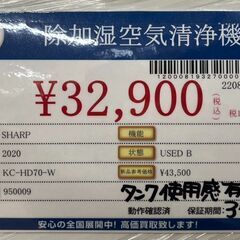 除加湿空気清浄機
12000819327000
2208
¥32,900
税込
SHARP
機能
2020
状態
USED B
KC-HD70-W
新品参考価格
¥43,500
950009
タンク使用感有
動作確認済
保証期間:3
安心の全国展開中!高価買取致しま